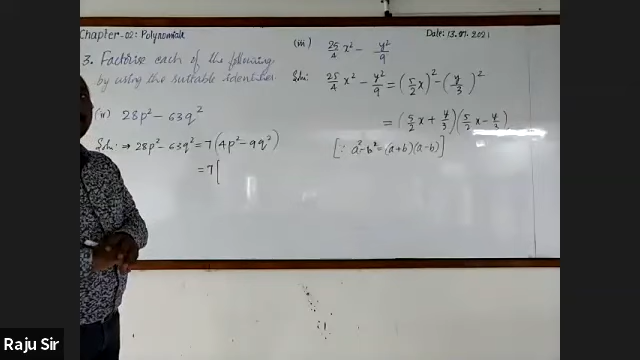 Chapter-02: Polynomials
3. Factorise each of the following
by using the suitable identities
(ii) 28p² − 63q²
Soln: → 28p² − 63q² = 7(4p² − 9q²)
= 7[
Date: 13.07.2021
(iii) 25/4 x² − y²/9
Soln: 25/4 x² − y²/9 = (5/2 x)² − (y/3)²
= (5/2 x + y/3)(5/2 x − y/3)
[∵ a² − b² = (a+b)(a−b)]
Raju Sir